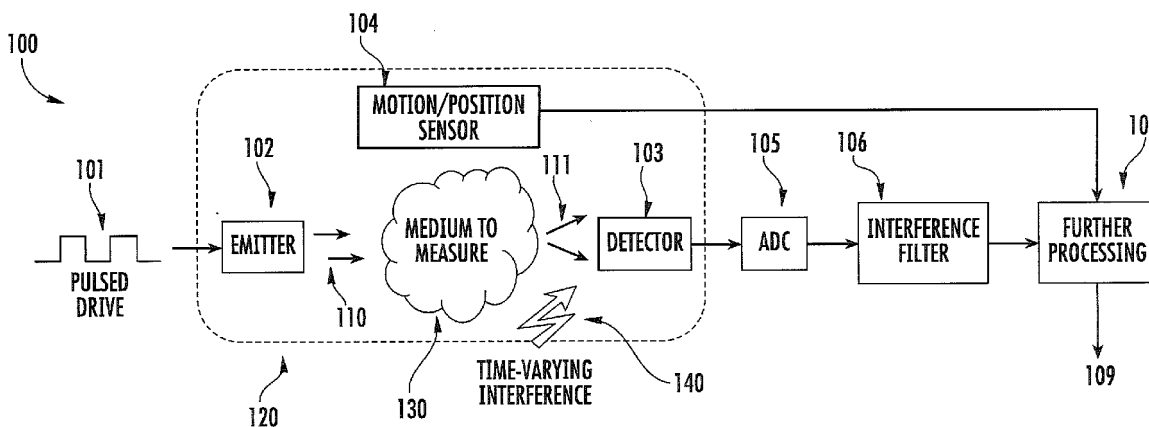 100
104
MOTION/POSITION
SENSOR
101
102
111
103
105
106
10
PULSED
DRIVE
EMITTER
MEDIUM TO
MEASURE
DETECTOR
ADC
INTERFERENCE
FILTER
FURTHER
PROCESSING
110
120
130
TIME-VARYING
INTERFERENCE
140
109